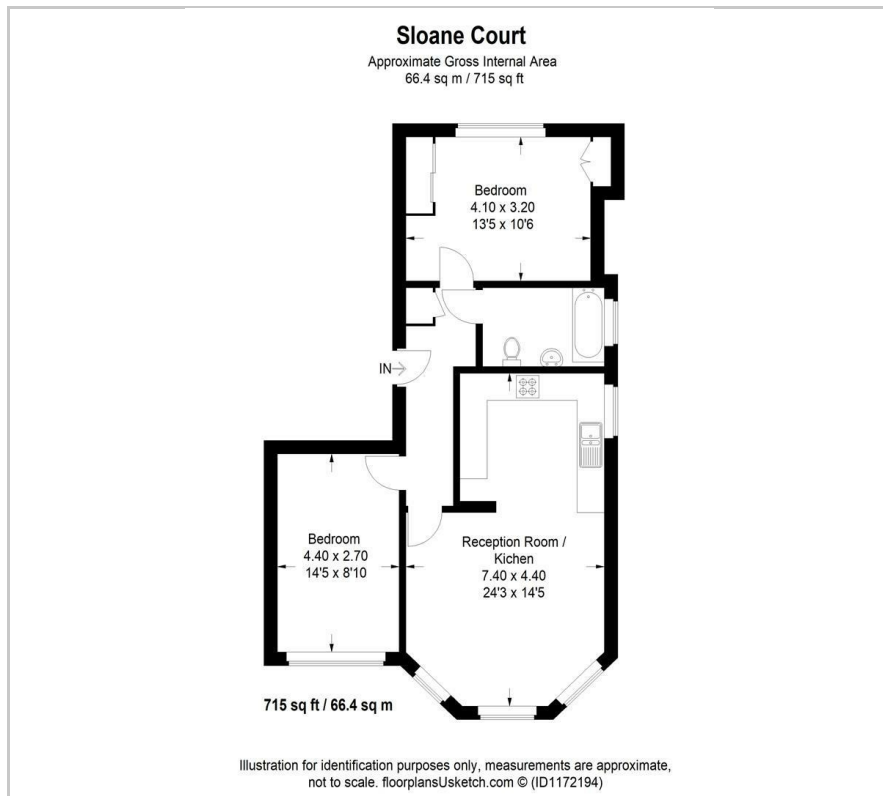 Sloane Court
Approximate Gross Internal Area
66.4 sq m / 715 sq ft
Bedroom
4.10 x 3.20
13'5 x 10'6
IN
Bedroom
4.40 x 2.70
14'5 x 8'10
Reception Room /
Kichen
7.40 x 4.40
24'3 x 14'5
715 sq ft / 66.4 sq m
Illustration for identification purposes only, measurements are approximate,
not to scale. floorplansUsketch.com © (ID1172194)